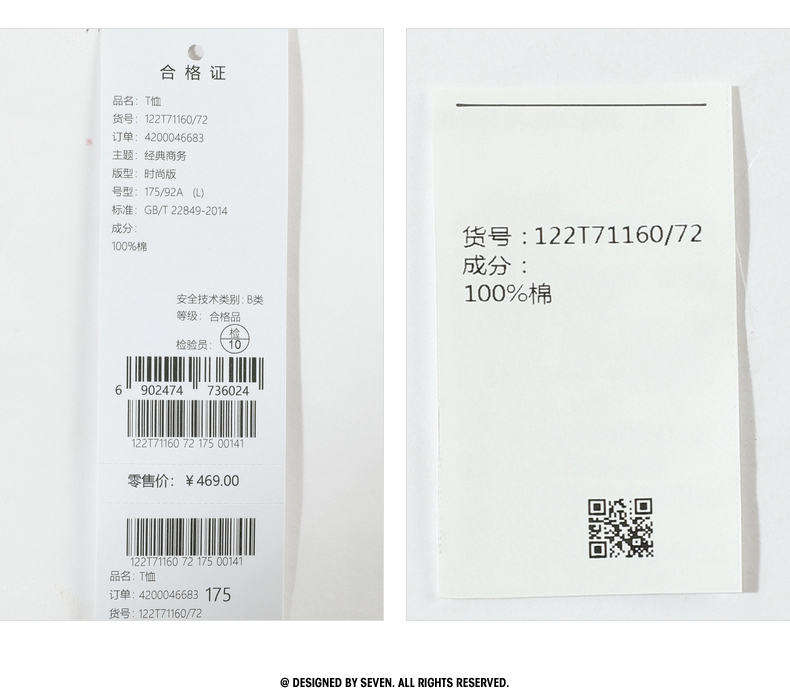 合格证
品名：T恤
货号：122T71160/72
订单：4200046683
主题：经典商务
版型：时尚版
号型：175/92A （L）
标准：GB/T 22849-2014
成分：
100%棉
安全技术类别：B类
等级：合格品
检验员：检10
6 902474 736024
122T71160 72 175 00141
零售价：￥469.00
122T71160 72 175 00141
品名：T恤
订单：4200046683 175
货号：122T71160/72
货号：122T71160/72
成分：
100%棉
@ DESIGNED BY SEVEN. ALL RIGHTS RESERVED.